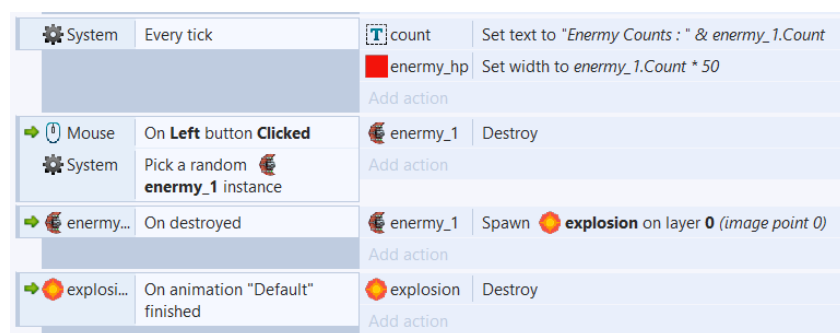 System Every tick T count Set text to "Enermy Counts : " & enermy_1.Count
enermy_hp Set width to enermy_1.Count * 50
Add action
Mouse On Left button Clicked enermy_1 Destroy
System Pick a random Add action
enermy_1 instance
enermy... On destroyed enermy_1 Spawn explosion on layer 0 (image point 0)
Add action
explosi... On animation "Default" explosion Destroy
finished
Add action